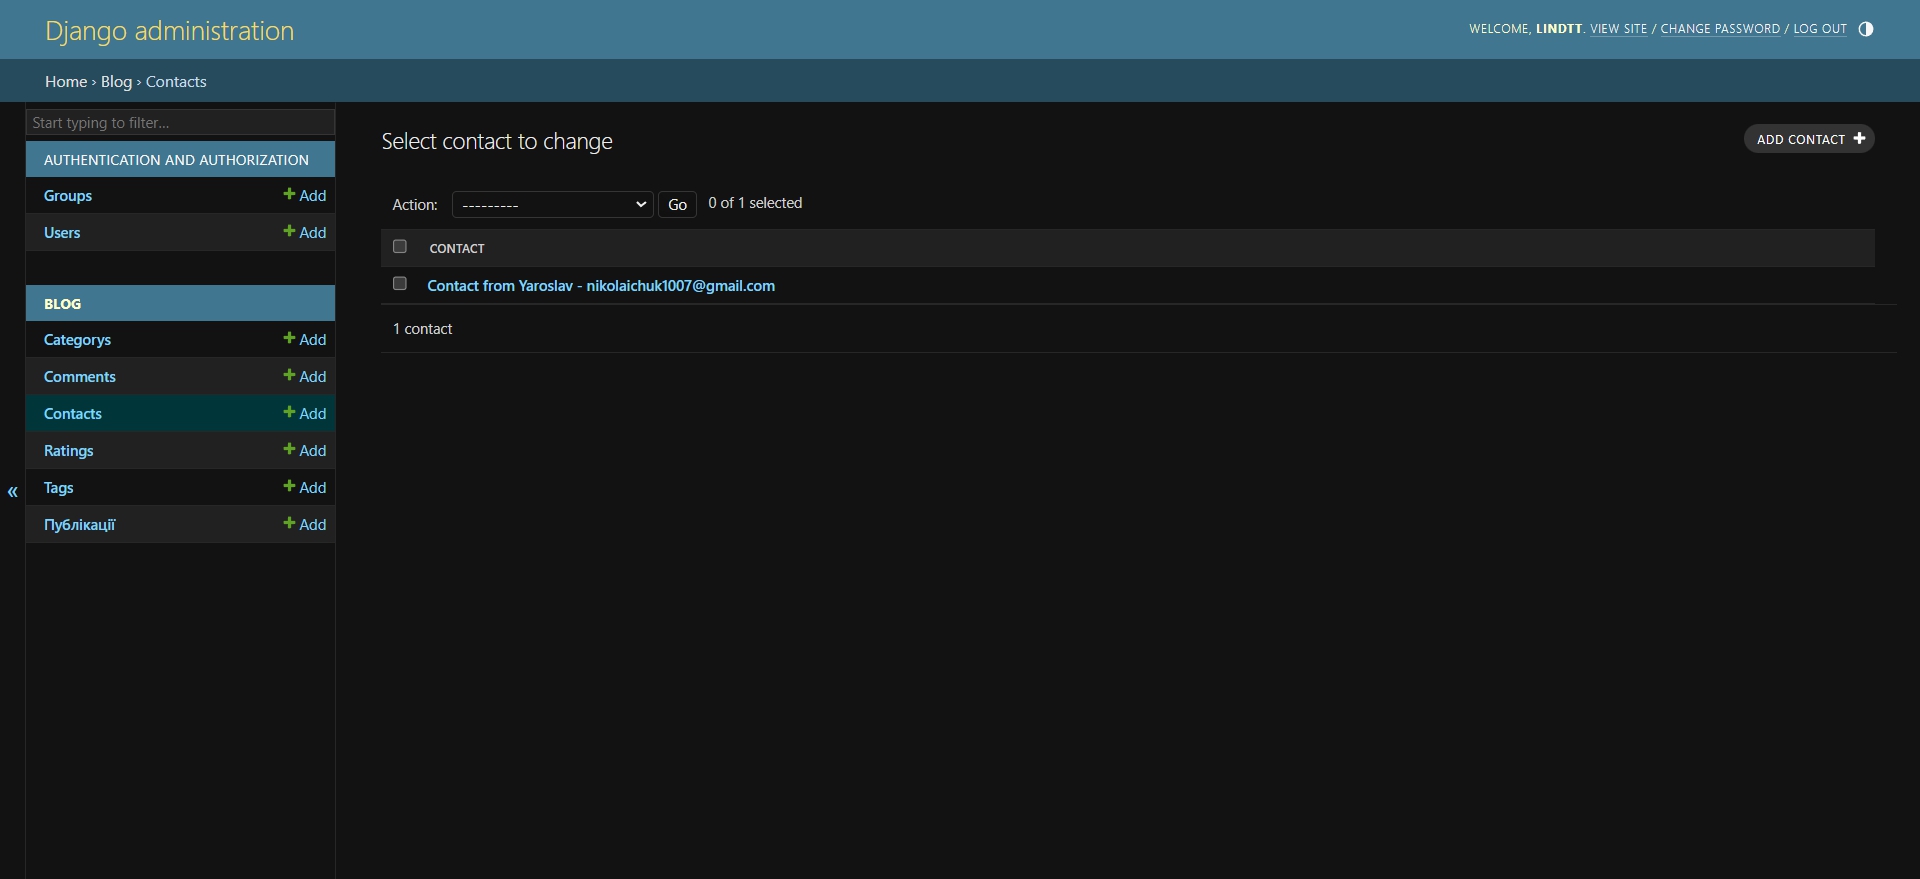 Django administration
WELCOME, LINDTT. VIEW SITE / CHANGE PASSWORD / LOG OUT
Home › Blog › Contacts
Start typing to filter...
AUTHENTICATION AND AUTHORIZATION
Groups + Add
Users + Add
BLOG
Categorys + Add
Comments + Add
Contacts + Add
Ratings + Add
Tags + Add
Публікації + Add
«
Select contact to change
ADD CONTACT +
Action: --------- Go 0 of 1 selected
CONTACT
Contact from Yaroslav - nikolaichuk1007@gmail.com
1 contact